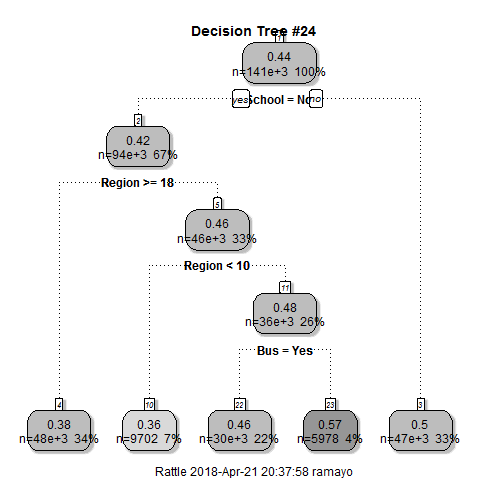 Decision Tree #24
1
0.44
n=141e+3 100%
yes School = No no
2
0.42
n=94e+3 67%
Region >= 18
5
0.46
n=46e+3 33%
Region < 10
11
0.48
n=36e+3 26%
Bus = Yes
4 10 22 23 3
0.38 0.36 0.46 0.57 0.5
n=48e+3 34% n=9702 7% n=30e+3 22% n=5978 4% n=47e+3 33%
Rattle 2018-Apr-21 20:37:58 ramayo